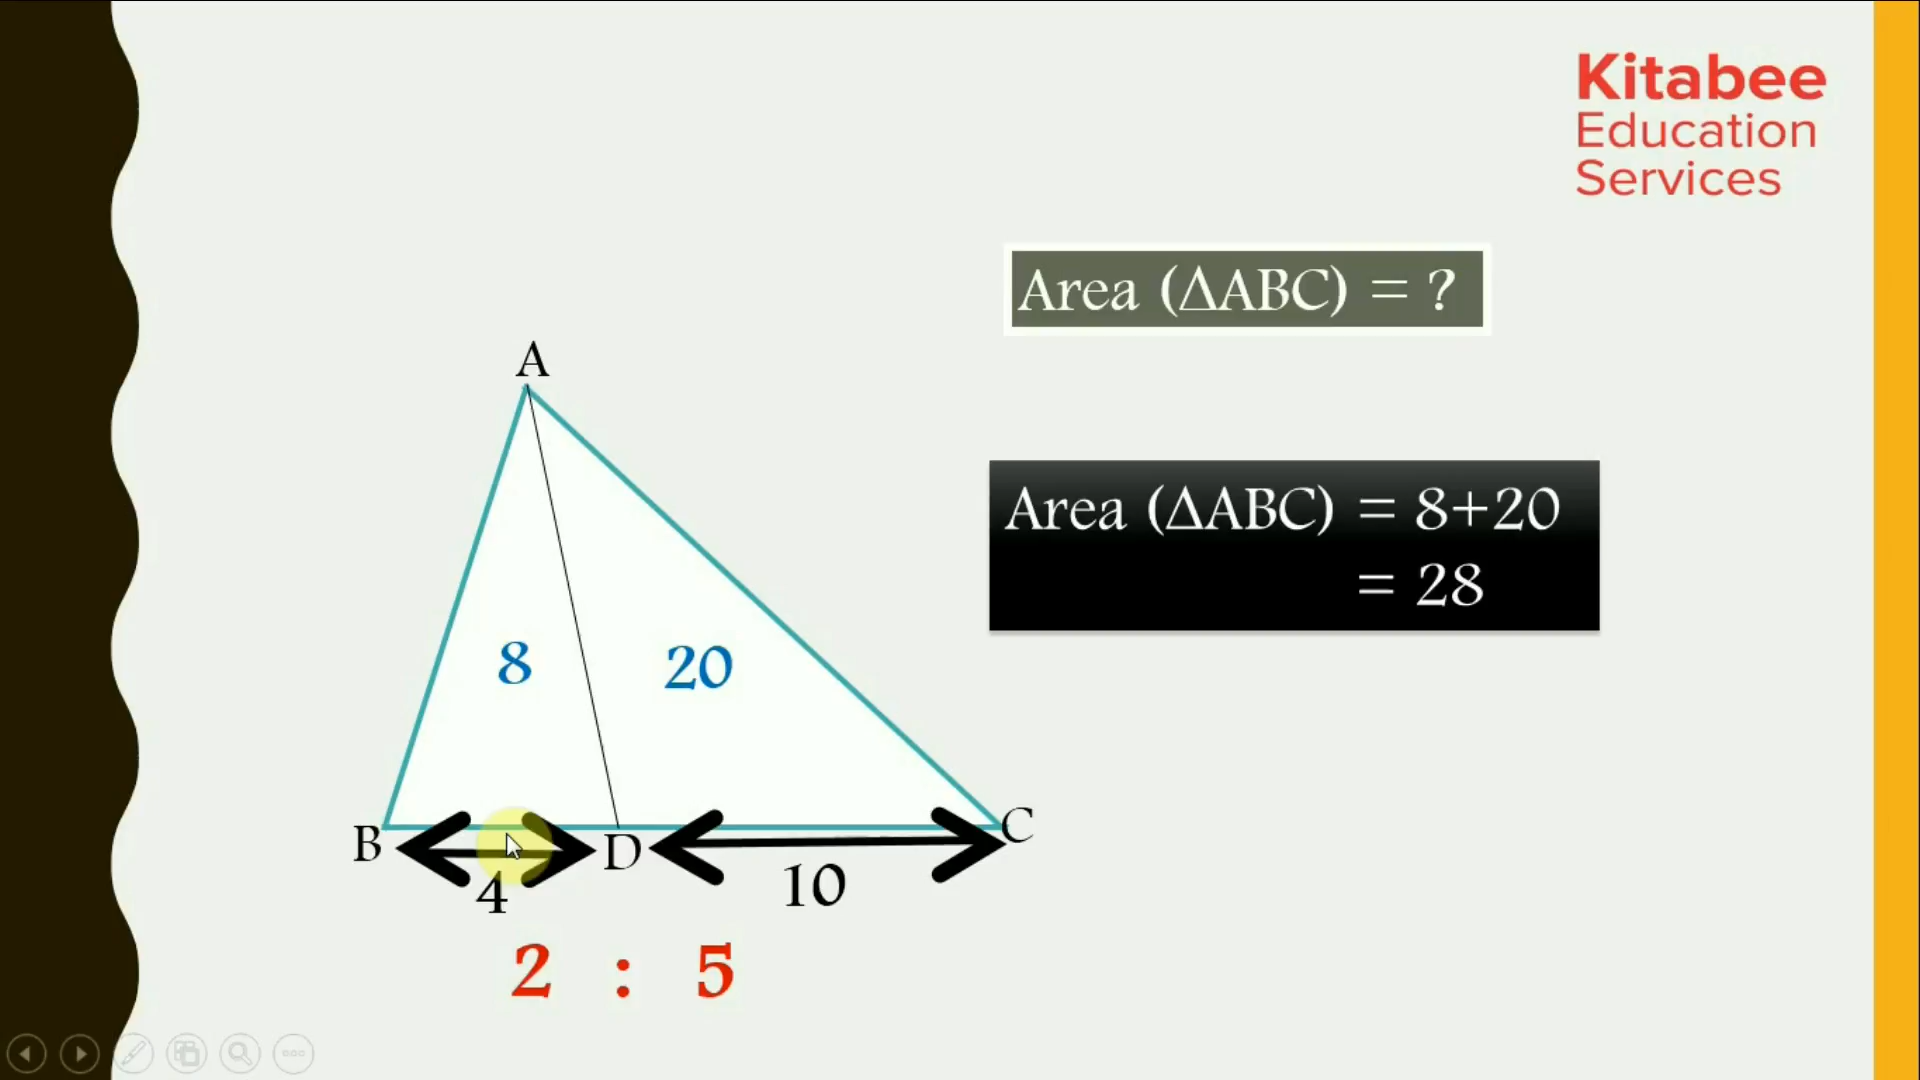 Kitabee
Education
Services
Area (ΔABC) = ?
A
Area (ΔABC) = 8+20
= 28
8
20
B
D
C
4
10
2 : 5